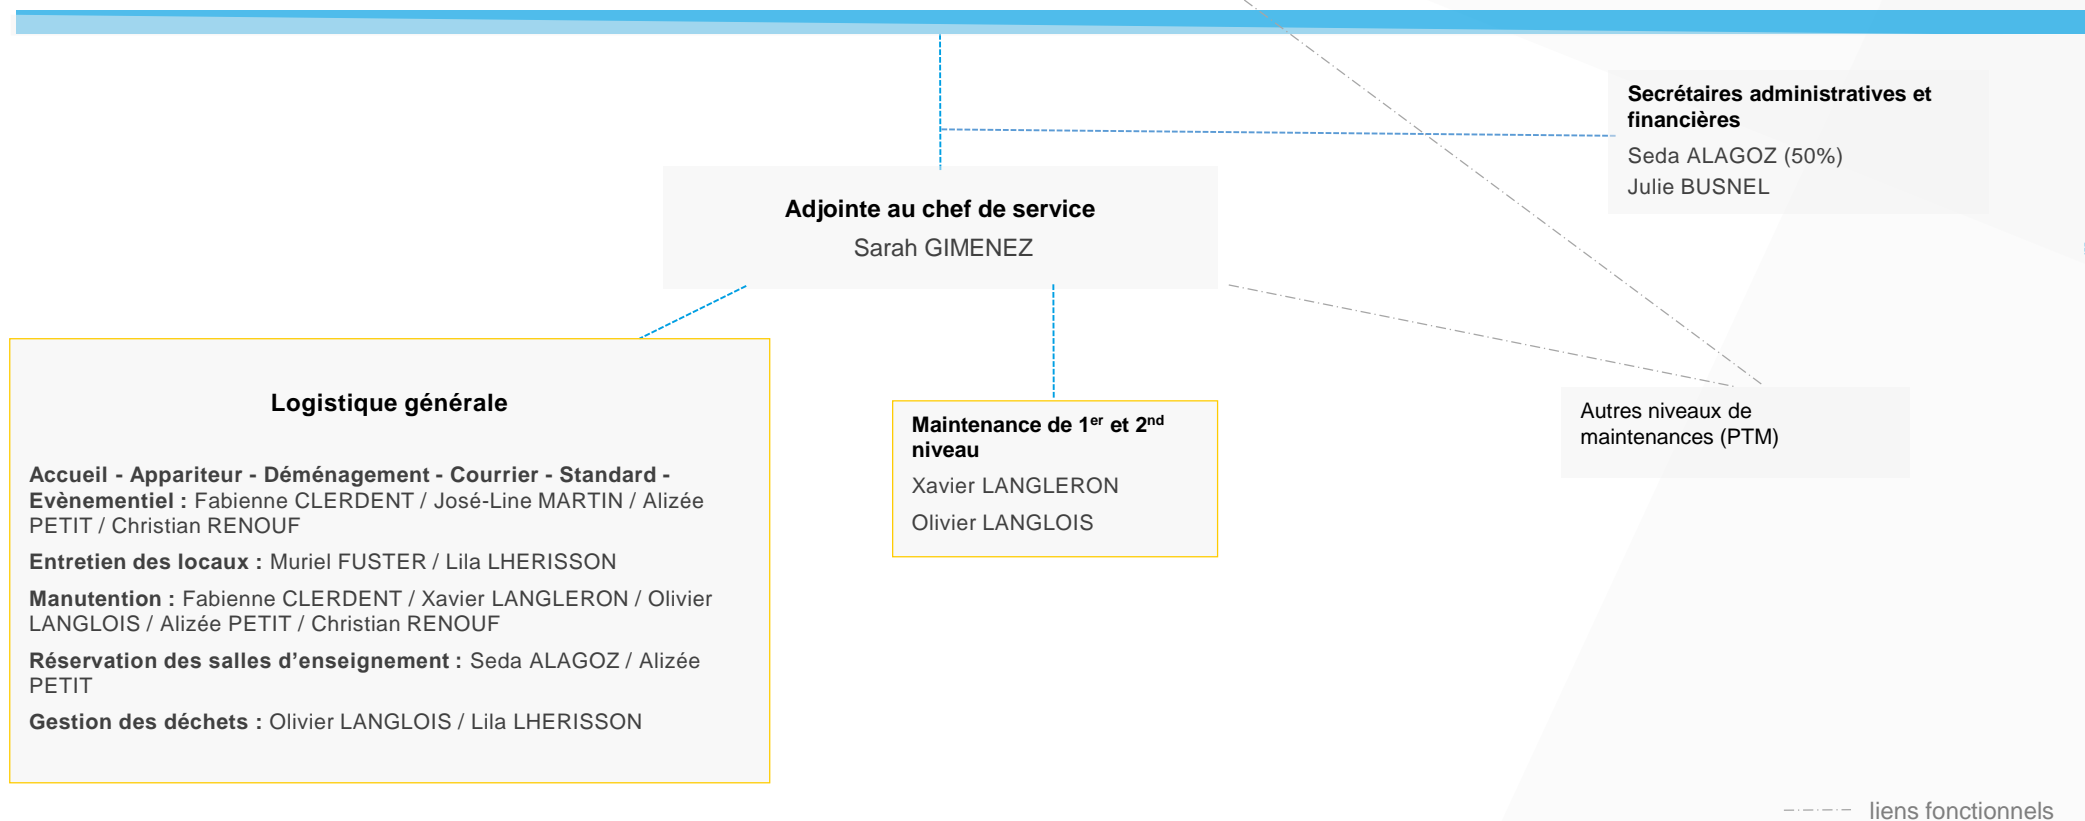 Secrétaires administratives et
financières
Seda ALAGOZ (50%)
Julie BUSNEL
Adjointe au chef de service
Sarah GIMENEZ
Logistique générale
Accueil - Appariteur - Déménagement - Courrier - Standard -
Evènementiel : Fabienne CLERDENT / José-Line MARTIN / Alizée
PETIT / Christian RENOUF
Entretien des locaux : Muriel FUSTER / Lila LHERISSON
Manutention : Fabienne CLERDENT / Xavier LANGLERON / Olivier
LANGLOIS / Alizée PETIT / Christian RENOUF
Réservation des salles d’enseignement : Seda ALAGOZ / Alizée
PETIT
Gestion des déchets : Olivier LANGLOIS / Lila LHERISSON
Maintenance de 1er et 2nd
niveau
Xavier LANGLERON
Olivier LANGLOIS
Autres niveaux de
maintenances (PTM)
liens fonctionnels